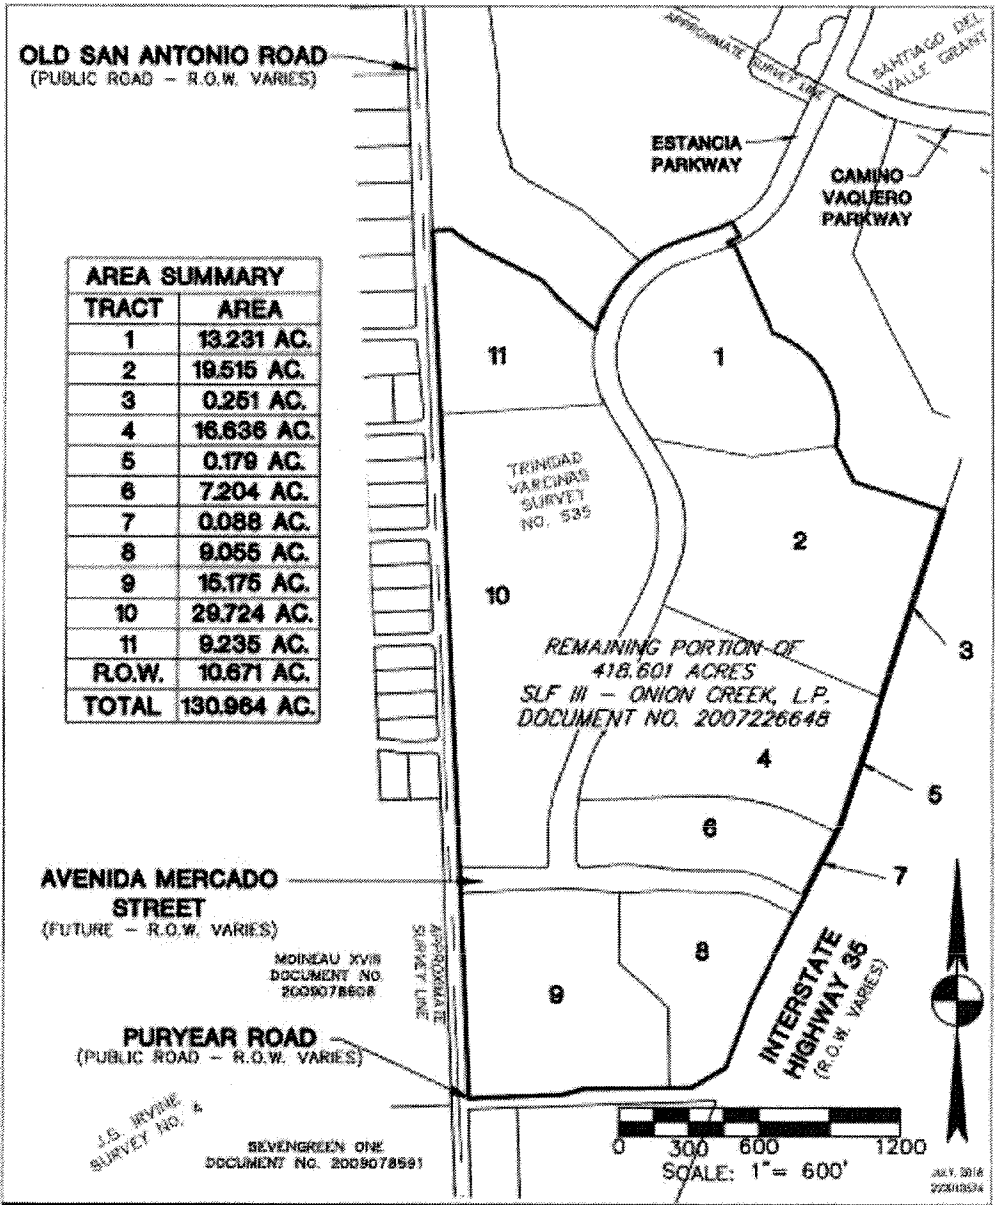 OLD SAN ANTONIO ROAD
(PUBLIC ROAD – R.O.W. VARIES)
APPROXIMATE SURVEY LINE
SANTIAGO DEL
VALLE GRANT
ESTANCIA
PARKWAY
CAMINO
VAQUERO
PARKWAY
AREA SUMMARY
TRACT AREA
1 13.231 AC.
2 19.515 AC.
3 0.251 AC.
4 16.636 AC.
5 0.179 AC.
6 7.204 AC.
7 0.088 AC.
8 9.055 AC.
9 15.175 AC.
10 29.724 AC.
11 9.235 AC.
R.O.W. 10.671 AC.
TOTAL 130.964 AC.
11
1
TRINIDAD
VARCINAS
SURVEY
NO. 535
2
10
3
REMAINING PORTION OF
418.601 ACRES
SLF III – ONION CREEK, L.P.
DOCUMENT NO. 2007226648
4
5
6
7
AVENIDA MERCADO
STREET
(FUTURE – R.O.W. VARIES)
MOINEAU XVIII
DOCUMENT NO.
2009078608
APPROXIMATE
SURVEY LINE
8
9
INTERSTATE
HIGHWAY 35
(R.O.W. VARIES)
PURYEAR ROAD
(PUBLIC ROAD – R.O.W. VARIES)
J.S. IRVINE
SURVEY NO. 4
SEVENGREEN ONE
DOCUMENT NO. 2009078591
0 300 600 1200
SCALE: 1"= 600'
JULY, 2018